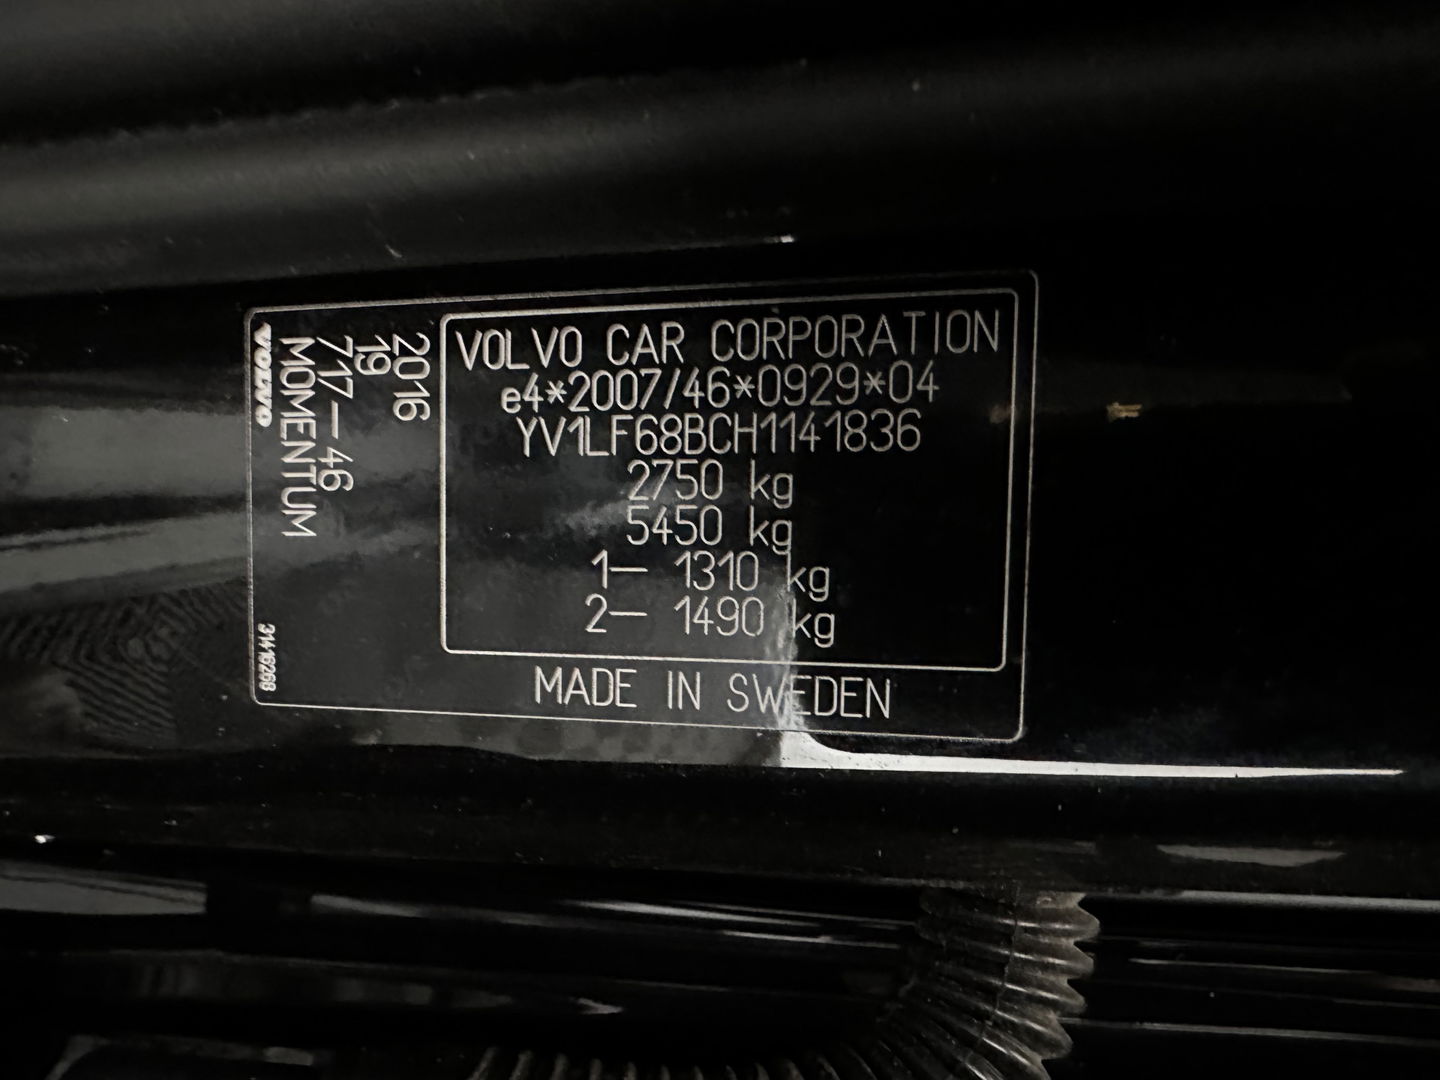 VOLVO CAR CORPORATION
e4*2007/46*0929*04
YV1LF68BCH1141836
2750 kg
5450 kg
1— 1310 kg
2— 1490 kg
MADE IN SWEDEN
2016
19
717—46
MOMENTUM
VOLVO
31416268